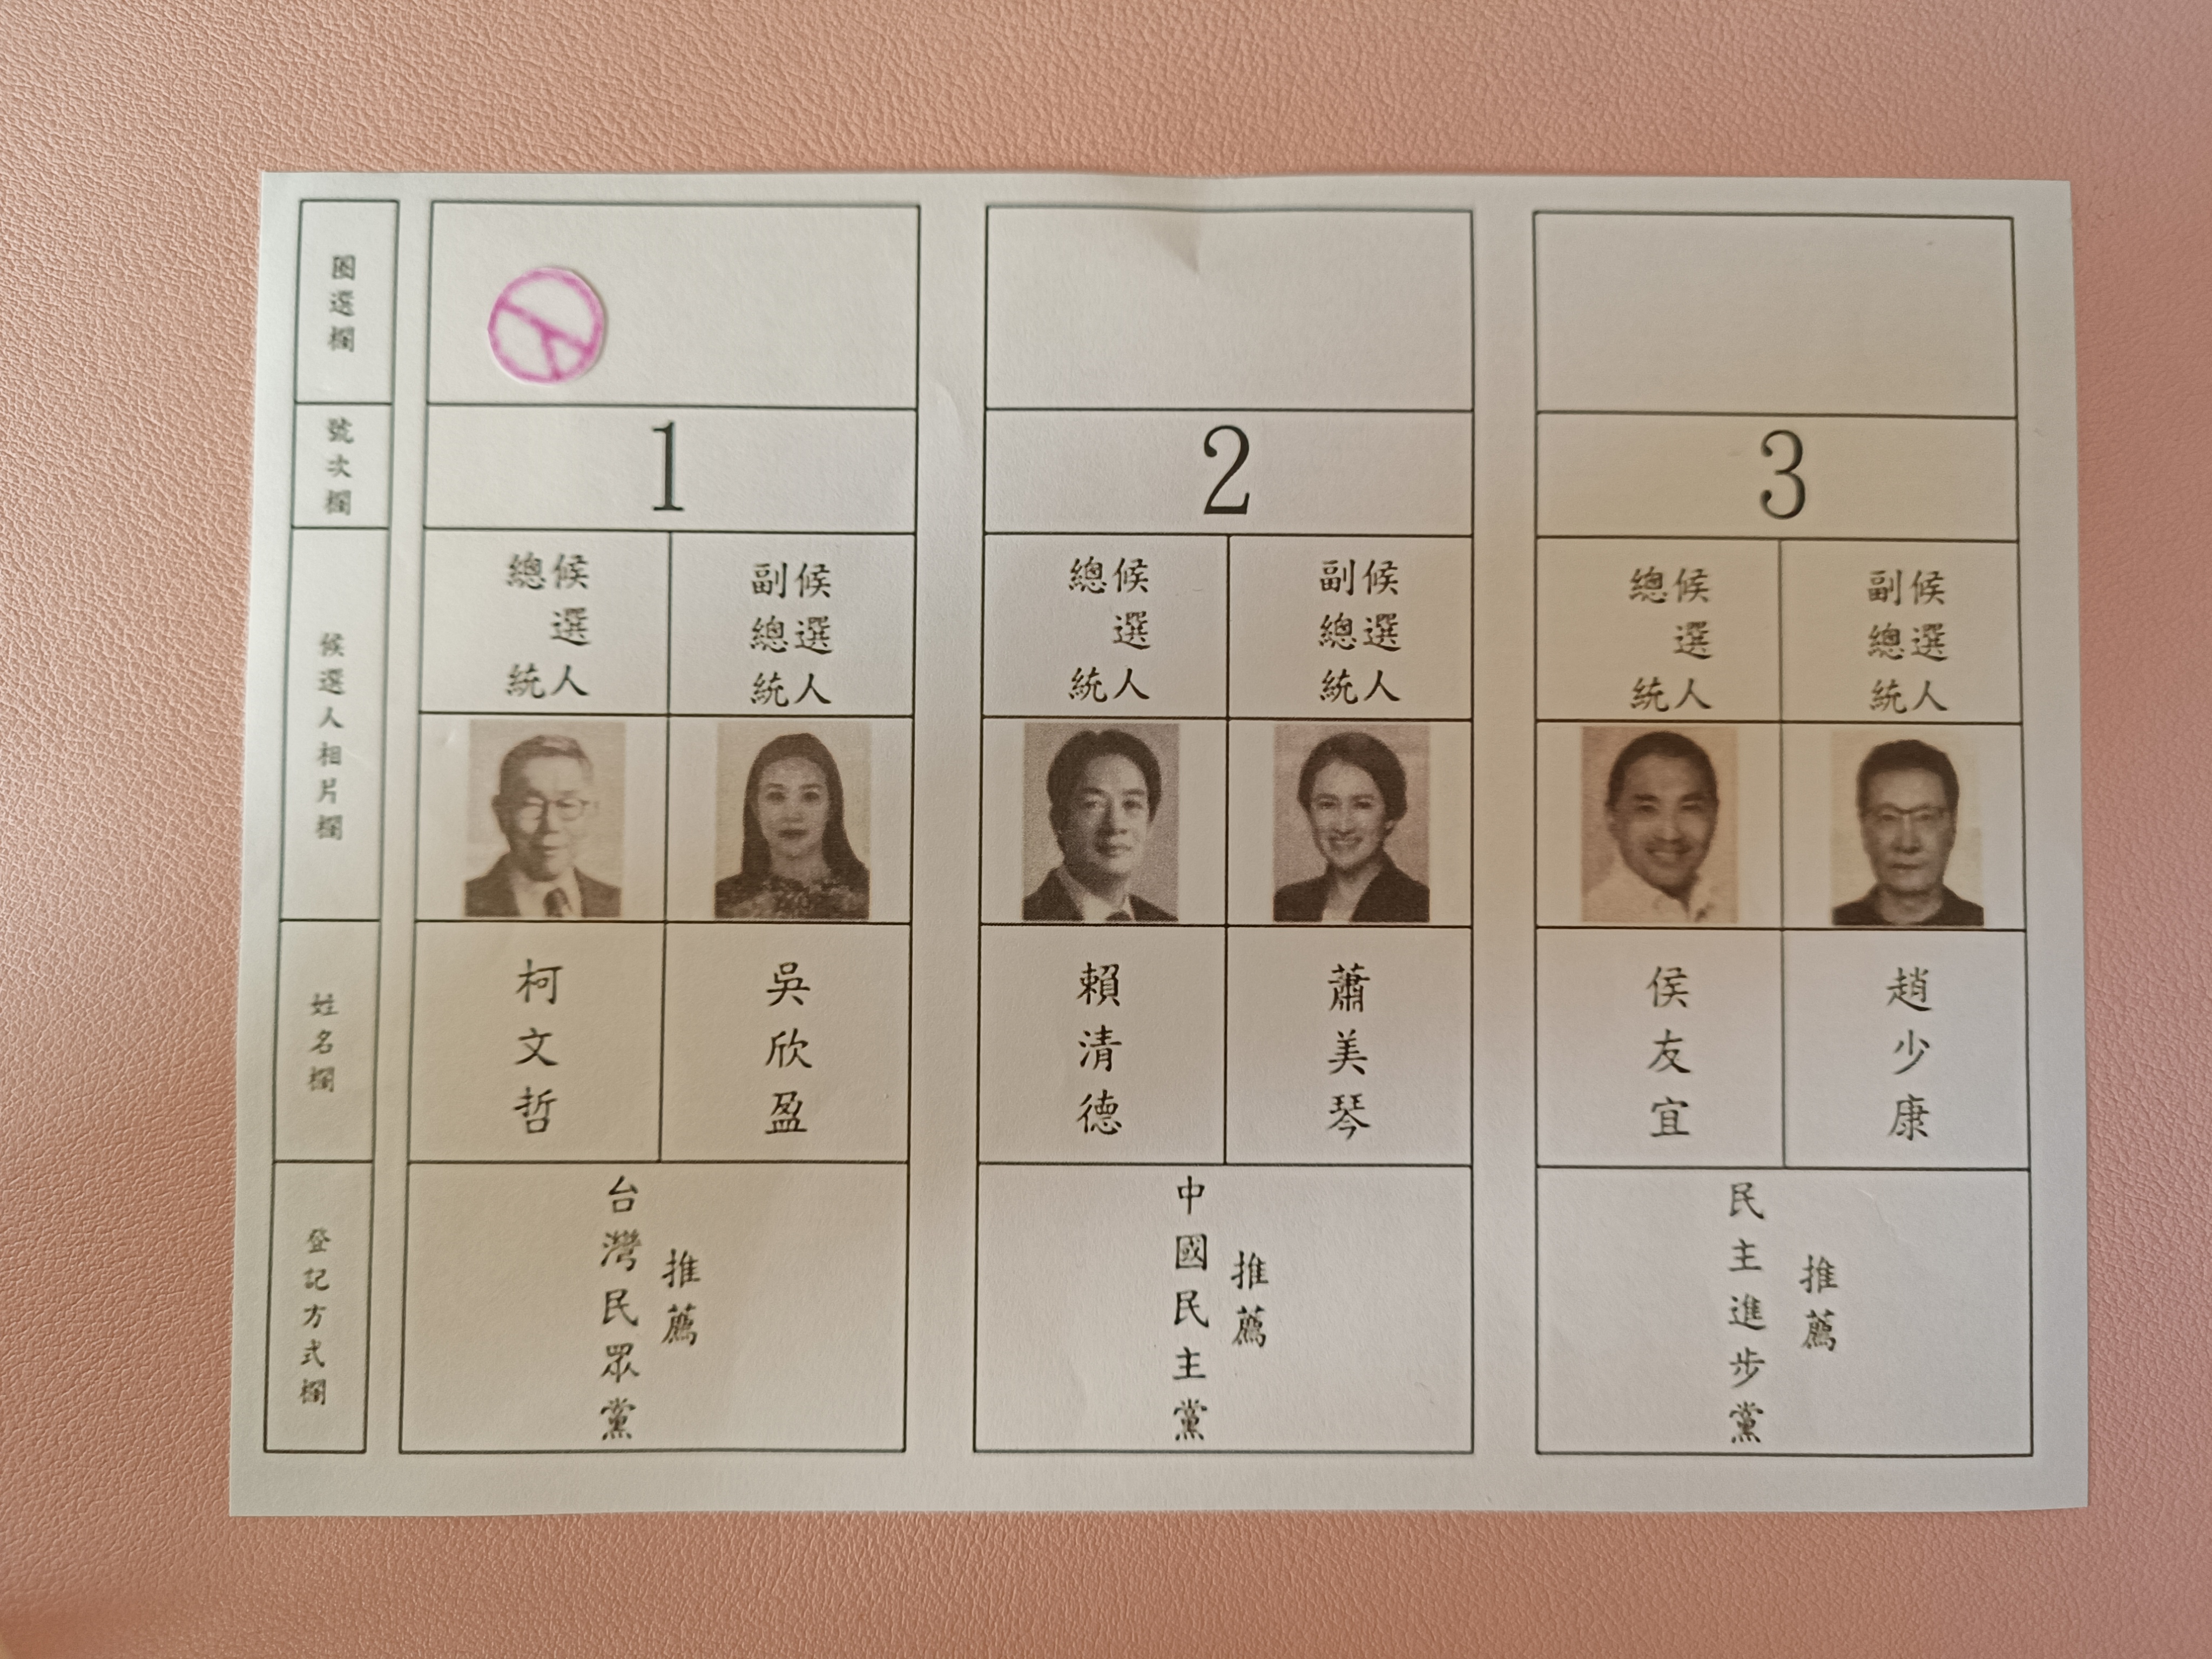 圈選欄
號次欄
候選人相片欄
姓名欄
登記方式欄
1
總統候選人
副總統候選人
柯文哲
吳欣盈
台灣民眾黨
推薦
2
總統候選人
副總統候選人
賴清德
蕭美琴
中國民主黨
推薦
3
總統候選人
副總統候選人
侯友宜
趙少康
民主進步黨
推薦